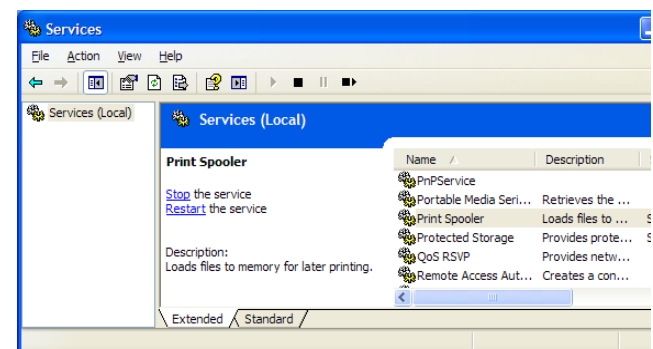 Services
File Action View Help
Services (Local)
Services (Local)
Print Spooler
Stop the service
Restart the service
Description:
Loads files to memory for later printing.
Name Description
PnPService
Portable Media Seri... Retrieves the ...
Print Spooler Loads files to ... S
Protected Storage Provides prote... S
QoS RSVP Provides netw...
Remote Access Aut... Creates a con...
Extended Standard